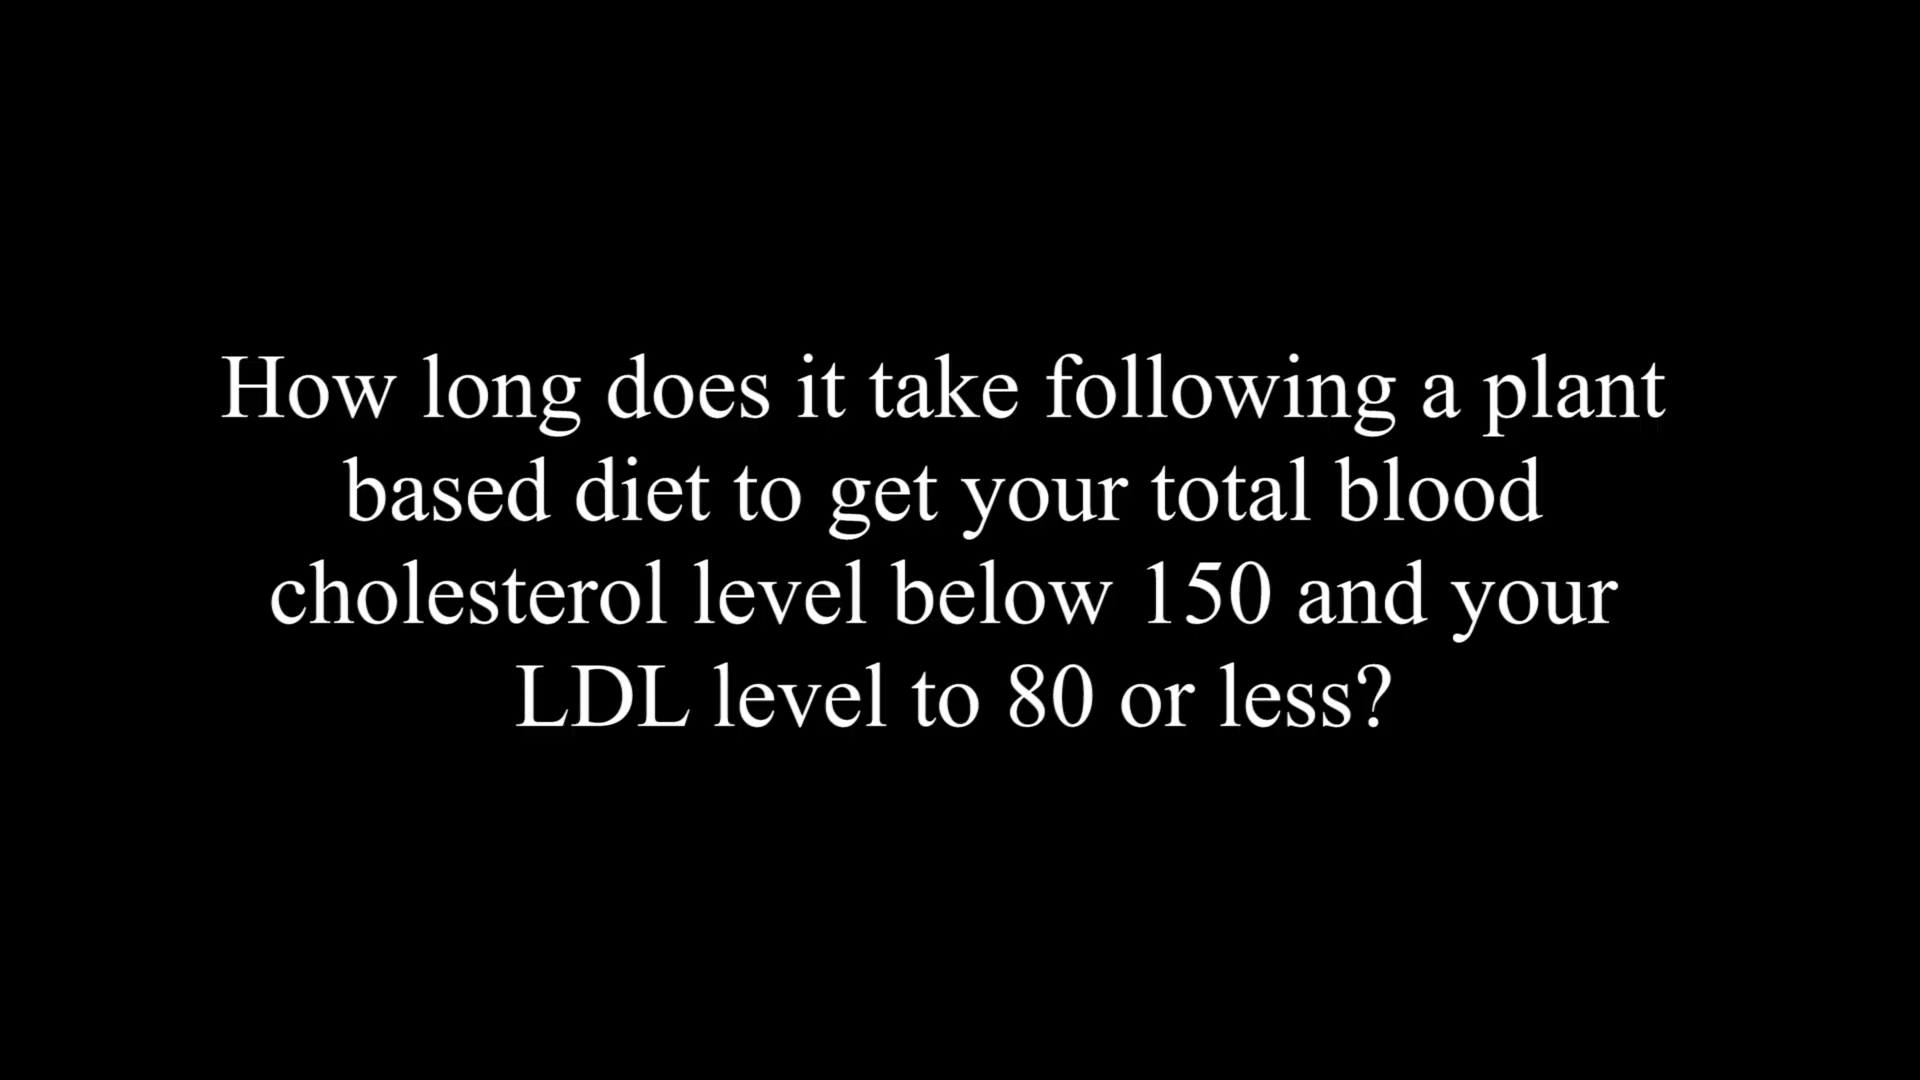 How long does it take following a plant
based diet to get your total blood
cholesterol level below 150 and your
LDL level to 80 or less?